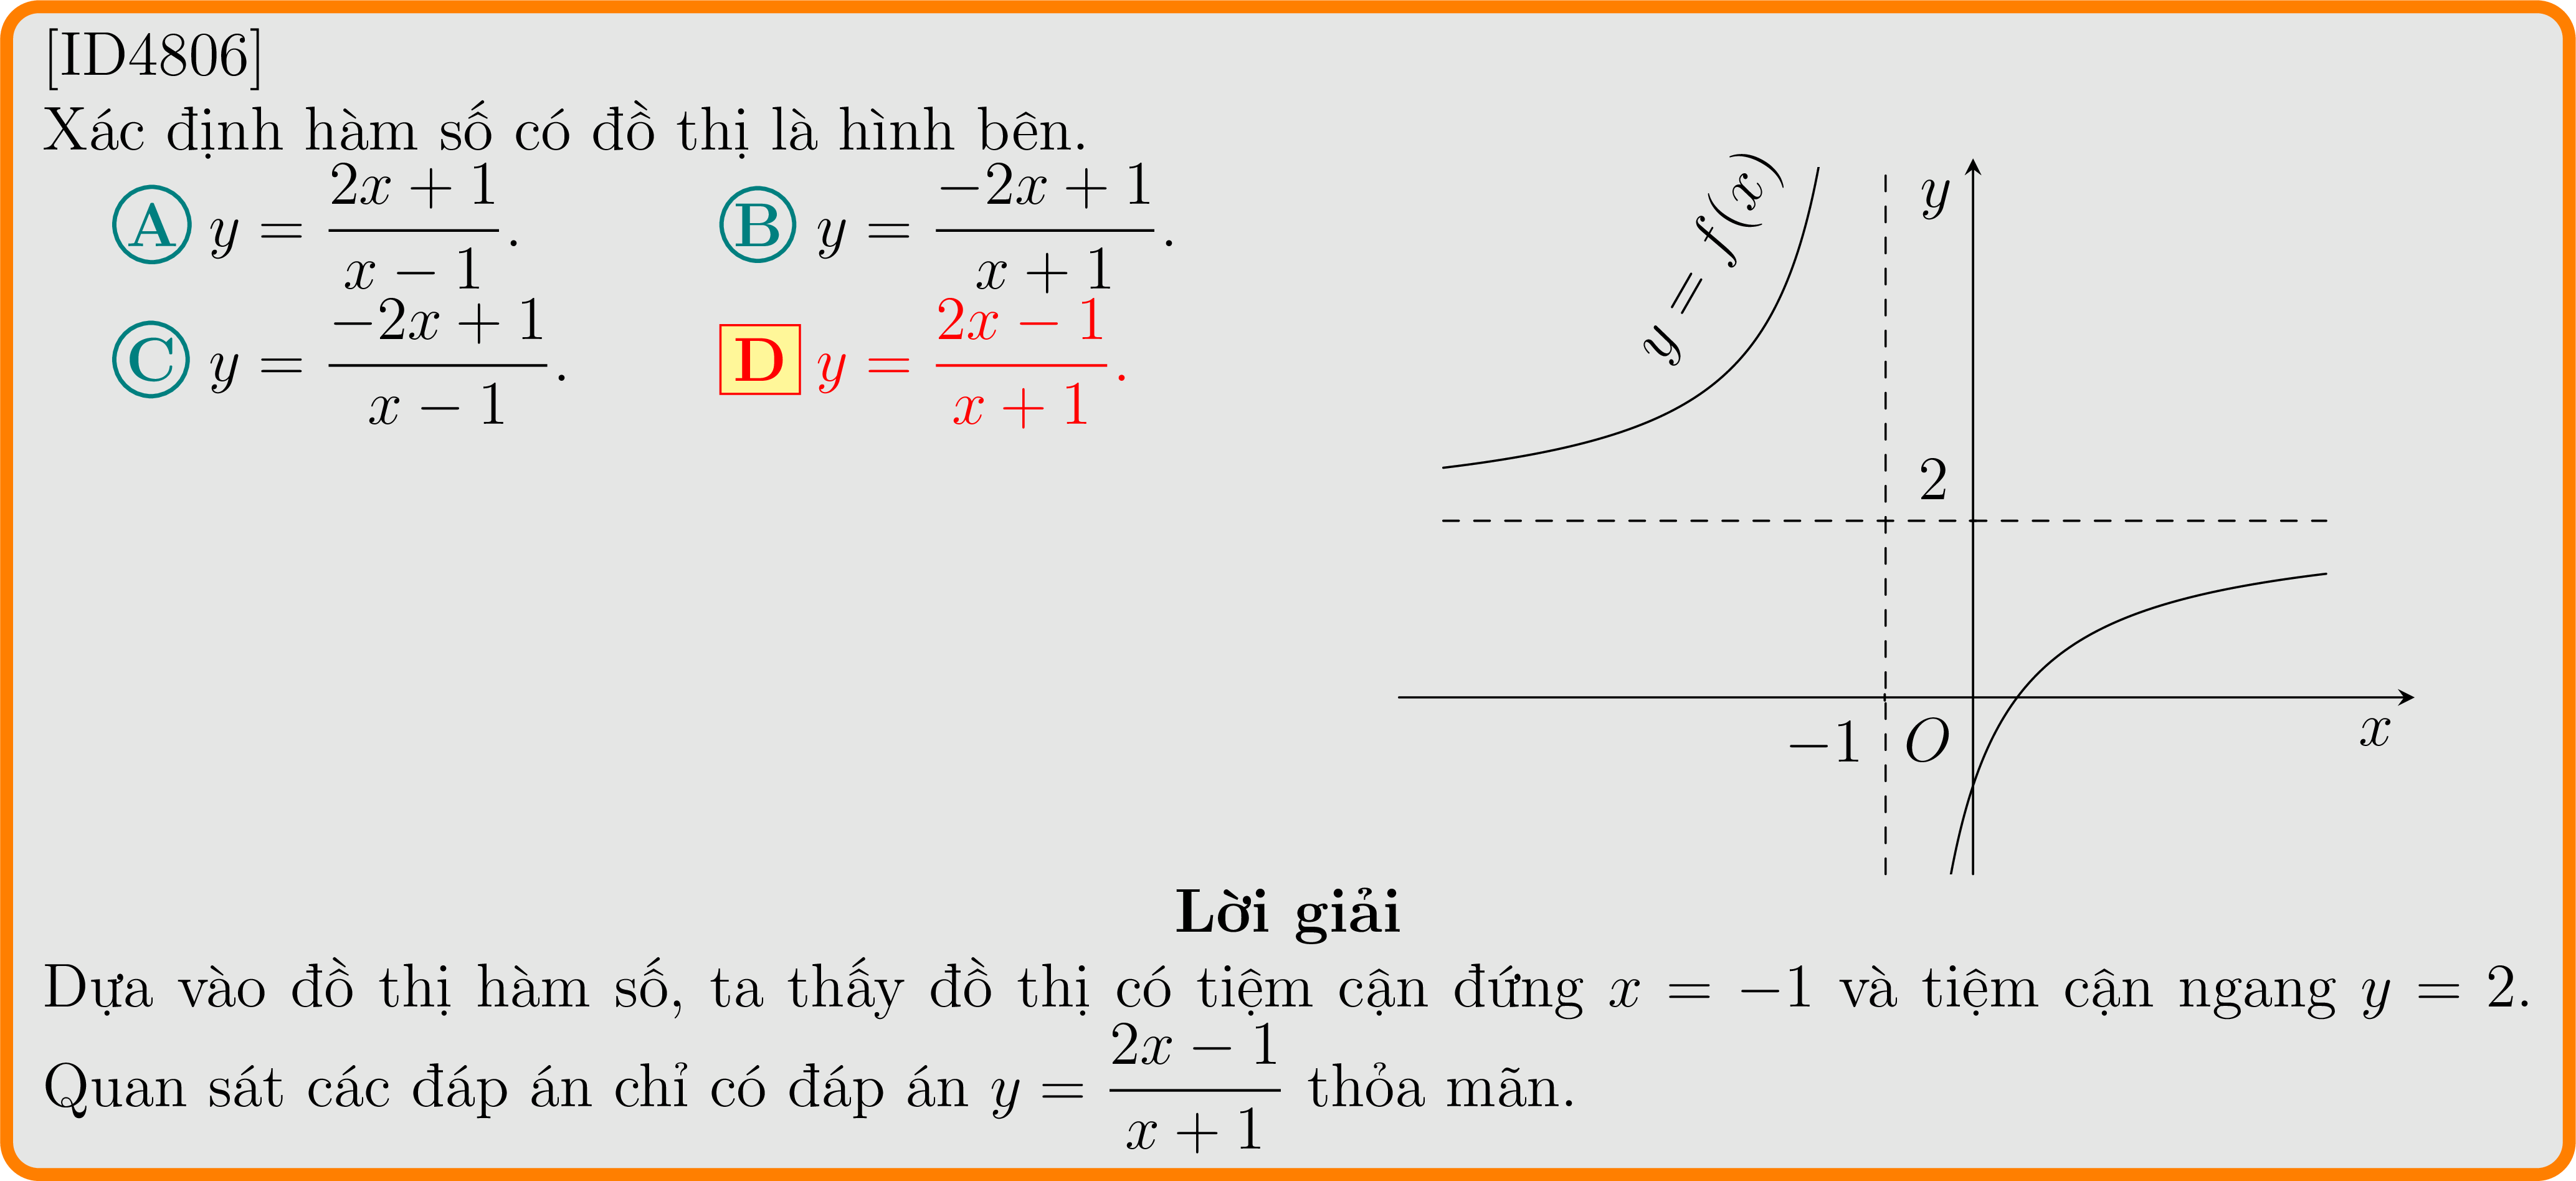 [ID4806]
Xác định hàm số có đồ thị là hình bên.
A y = \frac{2x + 1}{x − 1}. B y = \frac{−2x + 1}{x + 1}.
C y = \frac{−2x + 1}{x − 1}. D y = \frac{2x − 1}{x + 1}.
y = f(x)
y
2
−1 O x
Lời giải
Dựa vào đồ thị hàm số, ta thấy đồ thị có tiệm cận đứng x = −1 và tiệm cận ngang y = 2.
Quan sát các đáp án chỉ có đáp án y = \frac{2x − 1}{x + 1} thỏa mãn.